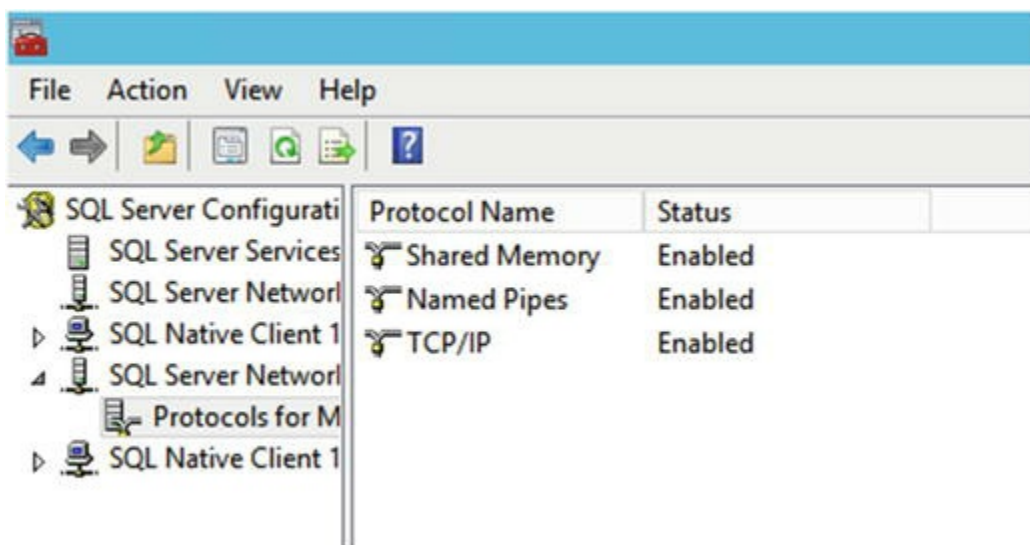 File Action View Help
SQL Server Configurati
SQL Server Services
SQL Server Networl
SQL Native Client 1
SQL Server Networl
Protocols for M
SQL Native Client 1
Protocol Name Status
Shared Memory Enabled
Named Pipes Enabled
TCP/IP Enabled